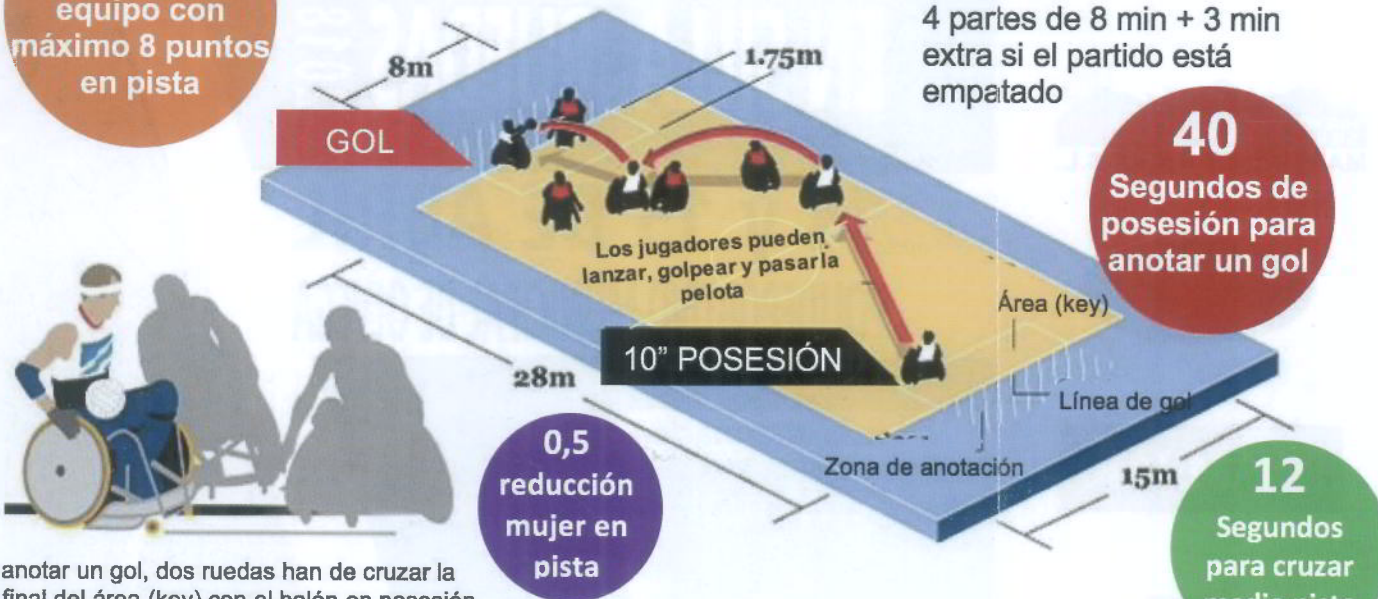 equipo con
máximo 8 puntos
en pista
8m
1.75m
4 partes de 8 min + 3 min
extra si el partido está
empatado
GOL
40
Segundos de
posesión para
anotar un gol
Los jugadores pueden
lanzar, golpear y pasar la
pelota
Área (key)
10” POSESIÓN
28m
Línea de gol
Zona de anotación
15m
0,5
reducción
mujer en
pista
12
Segundos
para cruzar
media pista
anotar un gol, dos ruedas han de cruzar la
final del área (key) con el balón en posesión